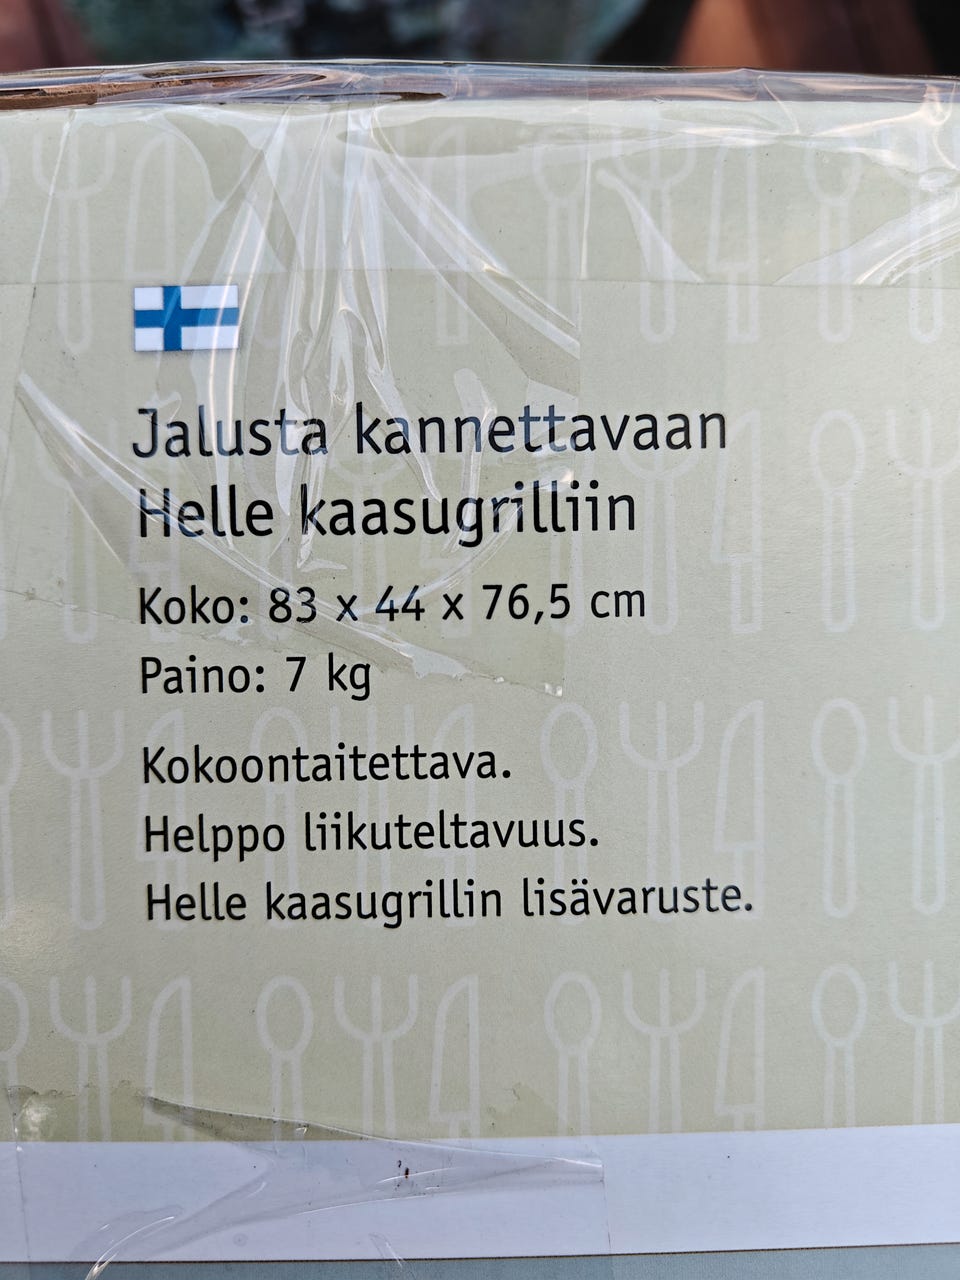 Jalusta kannettavaan
Helle kaasugrilliin
Koko: 83 x 44 x 76,5 cm
Paino: 7 kg
Kokoontaitettava.
Helppo liikuteltavuus.
Helle kaasugrillin lisävaruste.